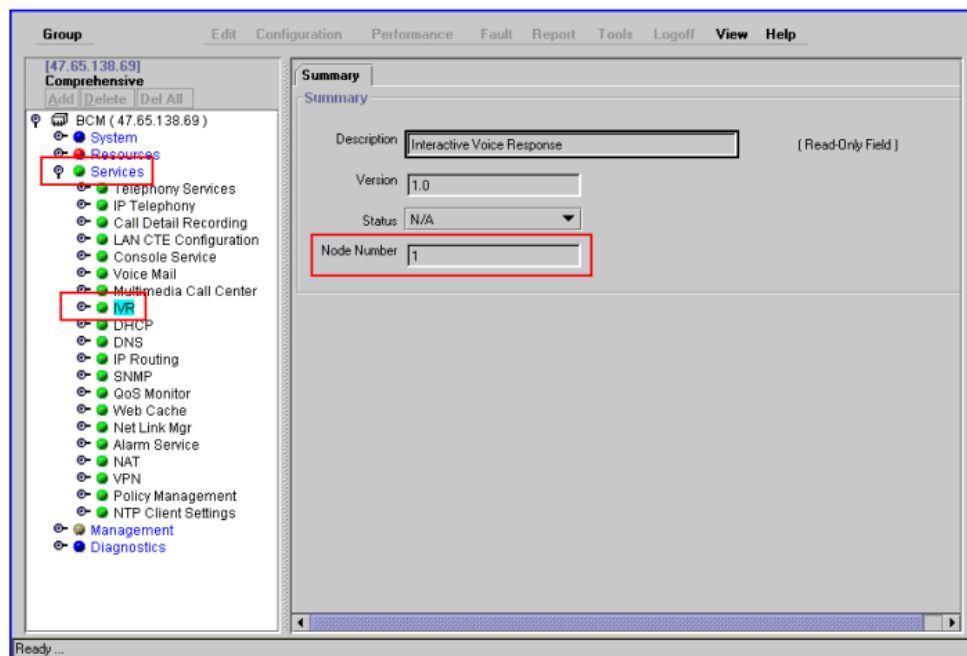 Group Edit Configuration Performance Fault Report Tools Logoff View Help
[47.65.138.69]
Comprehensive
Add Delete Del All
BCM ( 47.65.138.69 )
System
Resources
Services
Telephony Services
IP Telephony
Call Detail Recording
LAN CTE Configuration
Console Service
Voice Mail
Multimedia Call Center
IVR
DHCP
DNS
IP Routing
SNMP
QoS Monitor
Web Cache
Net Link Mgr
Alarm Service
NAT
VPN
Policy Management
NTP Client Settings
Management
Diagnostics
Summary
Summary
Description Interactive Voice Response ( Read-Only Field )
Version 1.0
Status N/A
Node Number 1
Ready ...